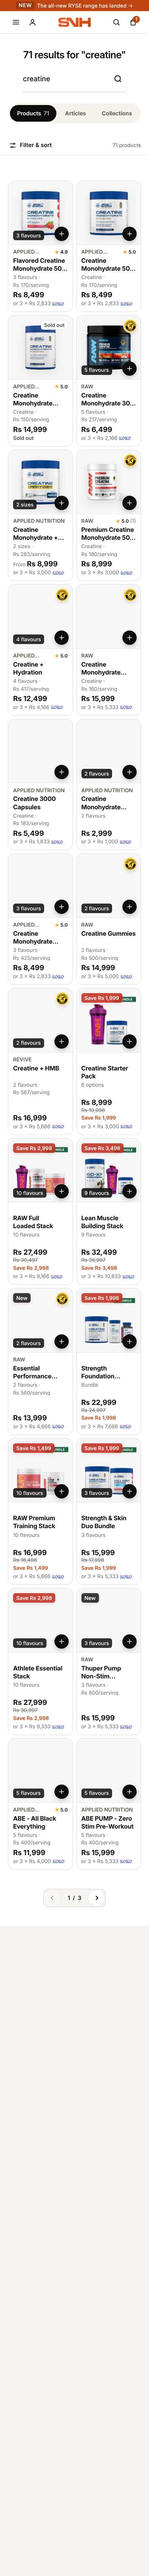 NEW The all-new RYSE range has landed →
SNH
1
71 results for "creatine"
creatine
Products 71 Articles Collections
Filter & sort 71 products
3 flavours
APPLIED... ★ 4.9
Flavored Creatine
Monohydrate 50...
3 flavours ·
Rs 170/serving
Rs 8,499
or 3 × Rs 2,833
APPLIED... ★ 5.0
Creatine
Monohydrate 50...
Creatine ·
Rs 170/serving
Rs 8,499
or 3 × Rs 2,833
Sold out
APPLIED... ★ 5.0
Creatine
Monohydrate...
Creatine ·
Rs 150/serving
Rs 14,999
Sold out
5 flavours
RAW
Creatine
Monohydrate 30...
5 flavours ·
Rs 217/serving
Rs 6,499
or 3 × Rs 2,166
2 sizes
APPLIED NUTRITION
Creatine
Monohydrate +...
2 sizes ·
Rs 283/serving
From Rs 8,999
or 3 × Rs 3,000
RAW ★ 5.0 (1)
Premium Creatine
Monohydrate 50...
Creatine ·
Rs 180/serving
Rs 8,999
or 3 × Rs 3,000
4 flavours
APPLIED... ★ 5.0
Creatine +
Hydration
4 flavours ·
Rs 417/serving
Rs 12,499
or 3 × Rs 4,166
RAW
Creatine
Monohydrate...
Creatine ·
Rs 160/serving
Rs 15,999
or 3 × Rs 5,333
APPLIED NUTRITION
Creatine 3000
Capsules
Creatine ·
Rs 183/serving
Rs 5,499
or 3 × Rs 1,833
2 flavours
APPLIED NUTRITION
Creatine
Monohydrate...
2 flavours
Rs 2,999
or 3 × Rs 1,000
3 flavours
APPLIED... ★ 5.0
Creatine
Monohydrate...
3 flavours ·
Rs 425/serving
Rs 8,499
or 3 × Rs 2,833
2 flavours
RAW
Creatine Gummies
2 flavours ·
Rs 500/serving
Rs 14,999
or 3 × Rs 5,000
2 flavours
REVIVE
Creatine + HMB
2 flavours ·
Rs 567/serving
Rs 16,999
or 3 × Rs 5,666
Save Rs 1,999
Creatine Starter
Pack
6 options
Rs 8,999
Rs 10,998
Save Rs 1,999
or 3 × Rs 3,000
Save Rs 2,998
10 flavours
RAW Full
Loaded Stack
10 flavours
Rs 27,499
Rs 30,497
Save Rs 2,998
or 3 × Rs 9,166
Save Rs 3,498
9 flavours
Lean Muscle
Building Stack
9 flavours
Rs 32,499
Rs 35,997
Save Rs 3,498
or 3 × Rs 10,833
New
2 flavours
RAW
Essential
Performance...
2 flavours ·
Rs 560/serving
Rs 13,999
or 3 × Rs 4,666
Save Rs 1,998
Strength
Foundation...
Bundle
Rs 22,999
Rs 24,997
Save Rs 1,998
or 3 × Rs 7,666
Save Rs 1,499
10 flavours
RAW Premium
Training Stack
10 flavours
Rs 16,999
Rs 18,498
Save Rs 1,499
or 3 × Rs 5,666
Save Rs 1,999
3 flavours
Strength & Skin
Duo Bundle
3 flavours
Rs 15,999
Rs 17,998
Save Rs 1,999
or 3 × Rs 5,333
Save Rs 2,998
10 flavours
Athlete Essential
Stack
10 flavours
Rs 27,999
Rs 30,997
Save Rs 2,998
or 3 × Rs 9,333
New
3 flavours
RAW
Thuper Pump
Non-Stim...
3 flavours ·
Rs 800/serving
Rs 15,999
or 3 × Rs 5,333
5 flavours
APPLIED... ★ 5.0
ABE - All Black
Everything
5 flavours ·
Rs 400/serving
Rs 11,999
or 3 × Rs 4,000
5 flavours
APPLIED NUTRITION
ABE PUMP - Zero
Stim Pre-Workout
5 flavours ·
Rs 400/serving
Rs 15,999
or 3 × Rs 5,333
1 / 3